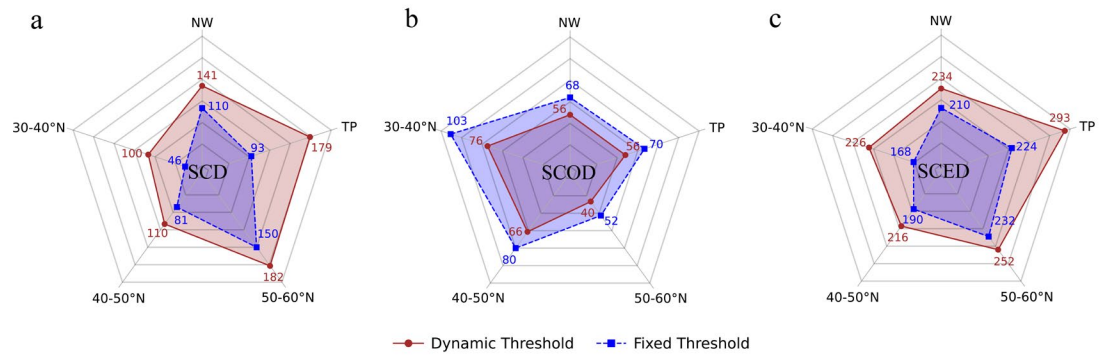 a
NW
141
110
30-40°N
TP
179
93
100
46
SCD
81
110
150
182
40-50°N
50-60°N
b
NW
68
56
103
30-40°N
TP
76
56
70
SCOD
40
52
66
80
40-50°N
50-60°N
c
NW
234
210
293
30-40°N
TP
226
224
168
SCED
190
232
216
252
40-50°N
50-60°N
Dynamic Threshold
Fixed Threshold